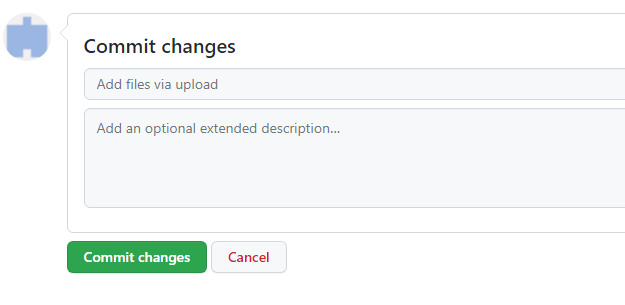 Commit changes
Add files via upload
Add an optional extended description...
Commit changes
Cancel